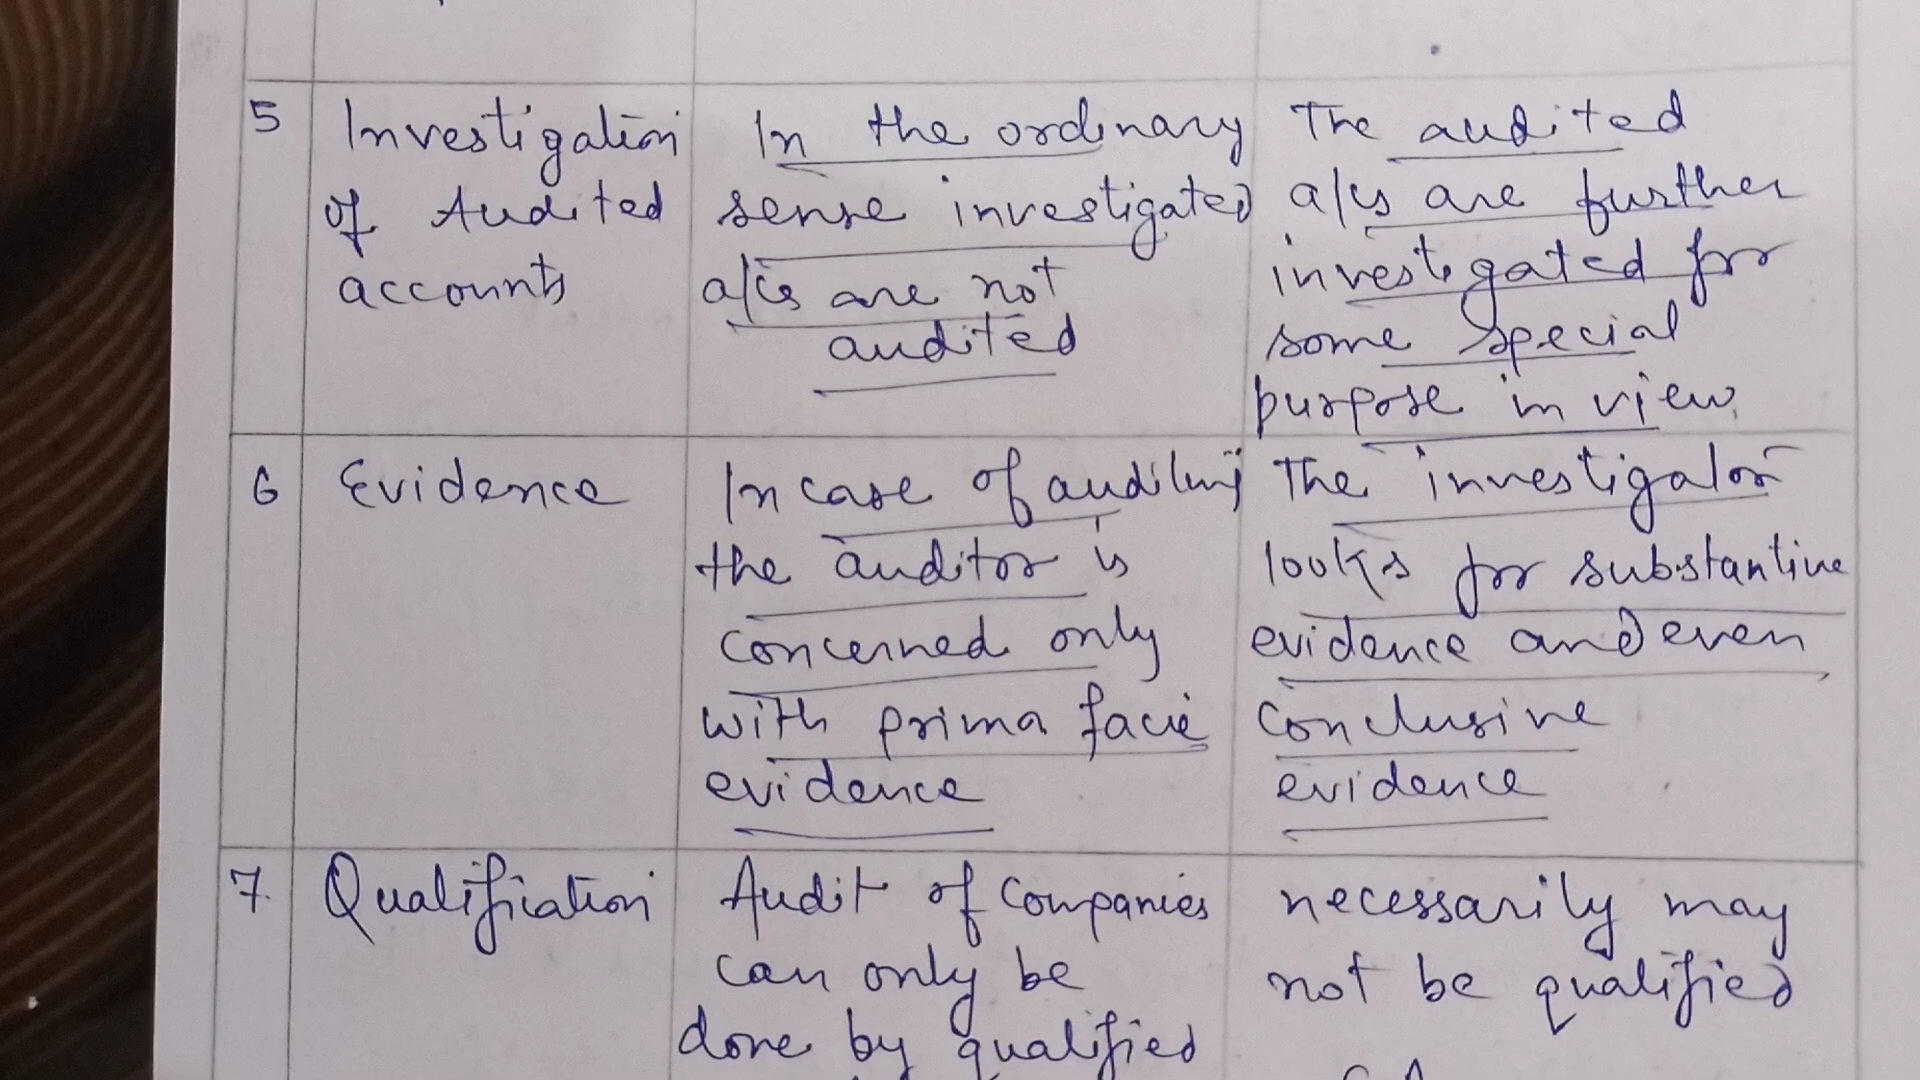 5
Investigation
of Audited
accounts
In the ordinary
sense investigated
a/cs are not
audited
The audited
a/cs are further
investigated for
some special
purpose in view.
6
Evidence
In case of auditing
the auditor is
concerned only
with prima facie
evidence
The investigator
looks for substantive
evidence and even
conclusive
evidence
7.
Qualification
Audit of Companies
can only be
done by qualified
necessarily may
not be qualified